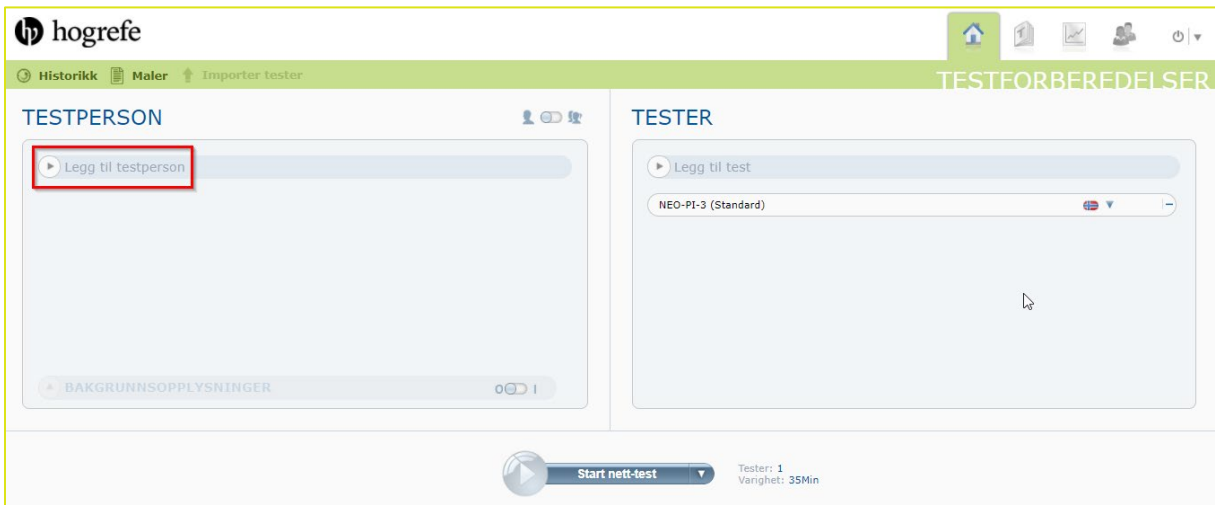 hogrefe
Historikk Maler Importer tester
TESTFORBEREDELSER
TESTPERSON
Legg til testperson
BAKGRUNNSOPPLYSNINGER
0 I
TESTER
Legg til test
NEO-PI-3 (Standard)
Start nett-test
Tester: 1
Varighet: 35Min